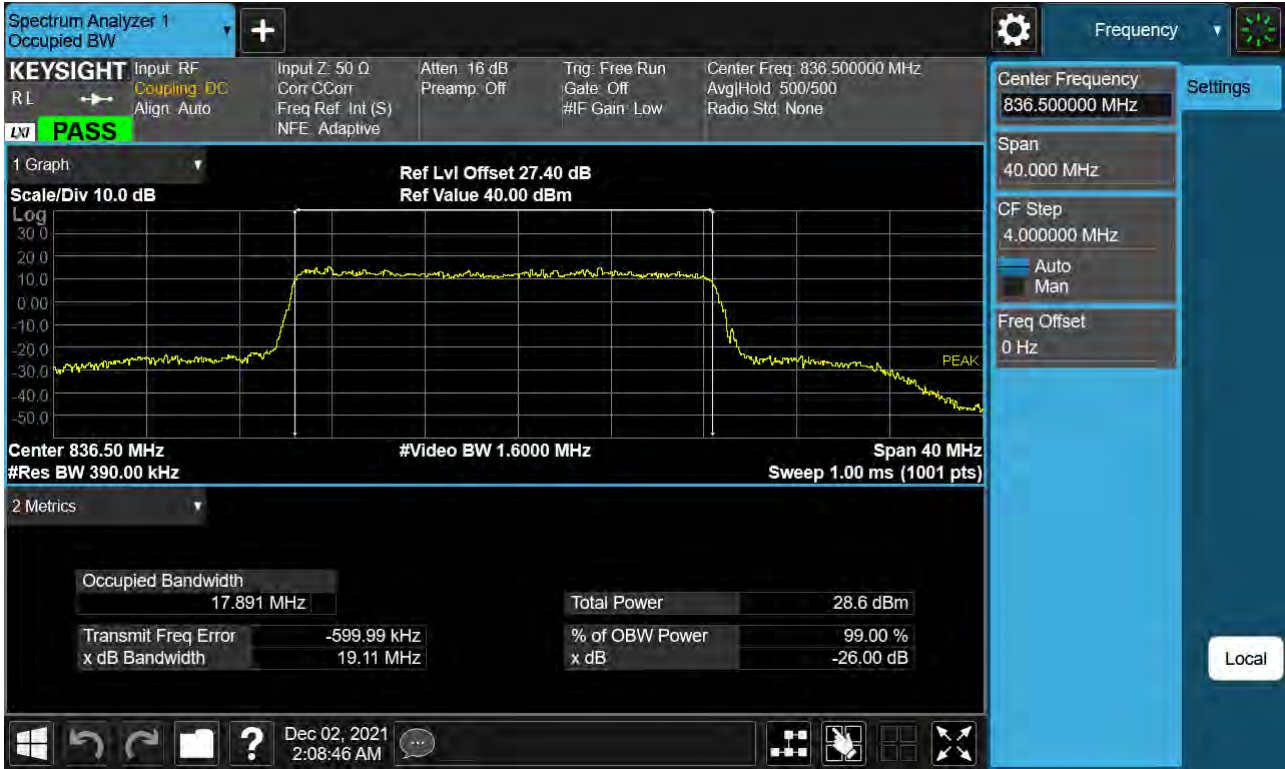 Spectrum Analyzer 1
Occupied BW
Frequency
KEYSIGHT
RL
LXI
PASS
Input: RF
Coupling: DC
Align: Auto
Input Z: 50 Ω
Corr CCorr
Freq Ref: Int (S)
NFE: Adaptive
Atten: 16 dB
Preamp: Off
Trig: Free Run
Gate: Off
#IF Gain: Low
Center Freq: 836.500000 MHz
Avg|Hold: 500/500
Radio Std: None
Center Frequency
836.500000 MHz
Settings
Span
40.000 MHz
CF Step
4.000000 MHz
Auto
Man
Freq Offset
0 Hz
Local
1 Graph
Scale/Div 10.0 dB
Ref Lvl Offset 27.40 dB
Ref Value 40.00 dBm
Log
30.0
20.0
10.0
0.00
-10.0
-20.0
-30.0
-40.0
-50.0
PEAK
Center 836.50 MHz
#Video BW 1.6000 MHz
Span 40 MHz
#Res BW 390.00 kHz
Sweep 1.00 ms (1001 pts)
2 Metrics
Occupied Bandwidth
17.891 MHz
Total Power 28.6 dBm
Transmit Freq Error -599.99 kHz
% of OBW Power 99.00 %
x dB Bandwidth 19.11 MHz
x dB -26.00 dB
?
Dec 02, 2021
2:08:46 AM